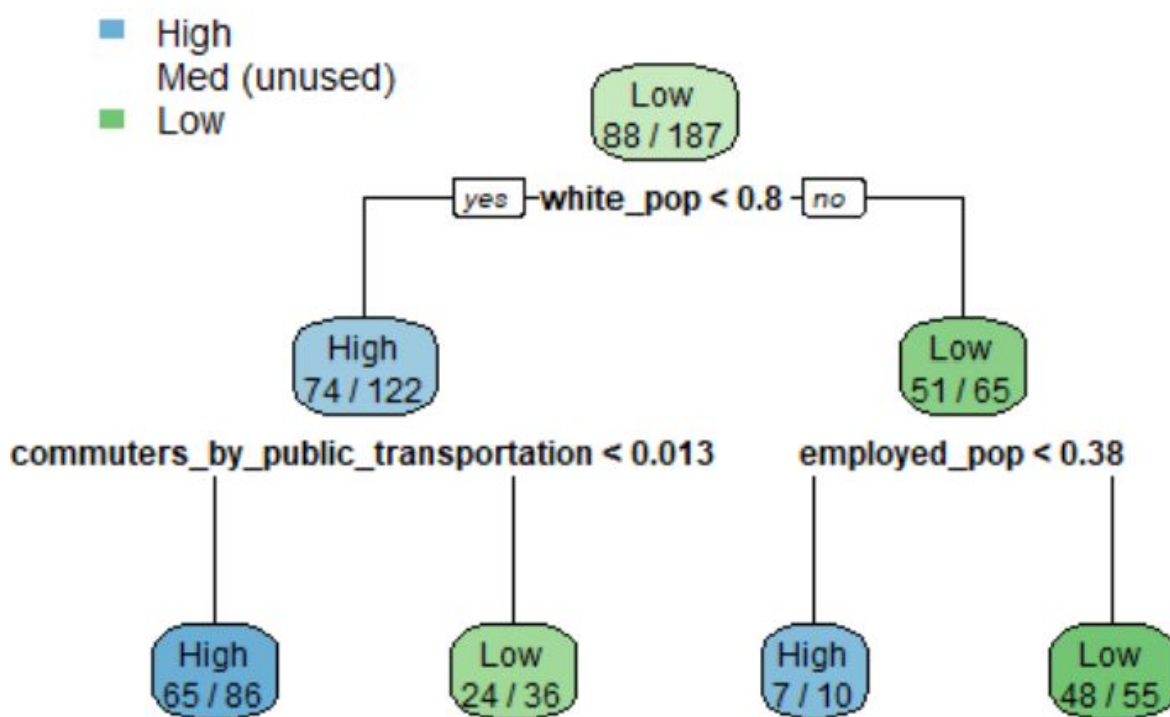 High
Med (unused)
Low
Low
88 / 187
yes white_pop < 0.8 no
High
74 / 122
Low
51 / 65
commuters_by_public_transportation < 0.013
employed_pop < 0.38
High
65 / 86
Low
24 / 36
High
7 / 10
Low
48 / 55